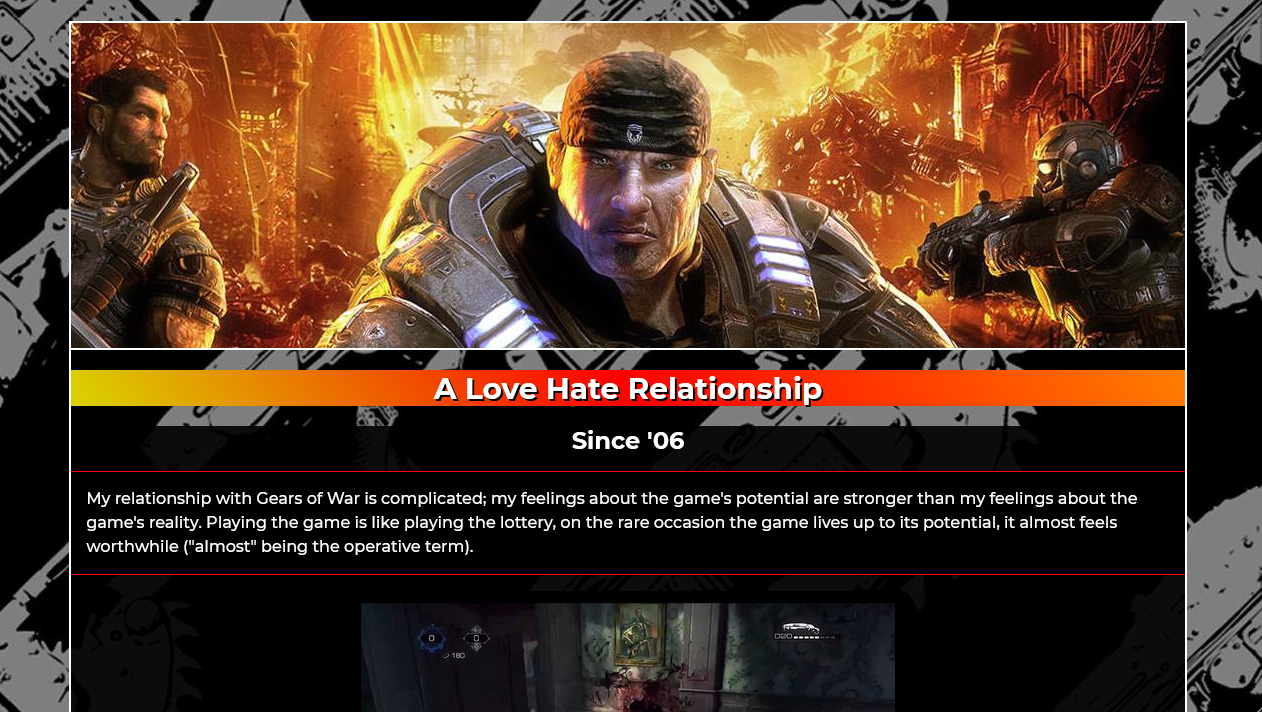 A Love Hate Relationship
Since '06
My relationship with Gears of War is complicated; my feelings about the game's potential are stronger than my feelings about the
game's reality. Playing the game is like playing the lottery, on the rare occasion the game lives up to its potential, it almost feels
worthwhile ("almost" being the operative term).
0 0 020
180